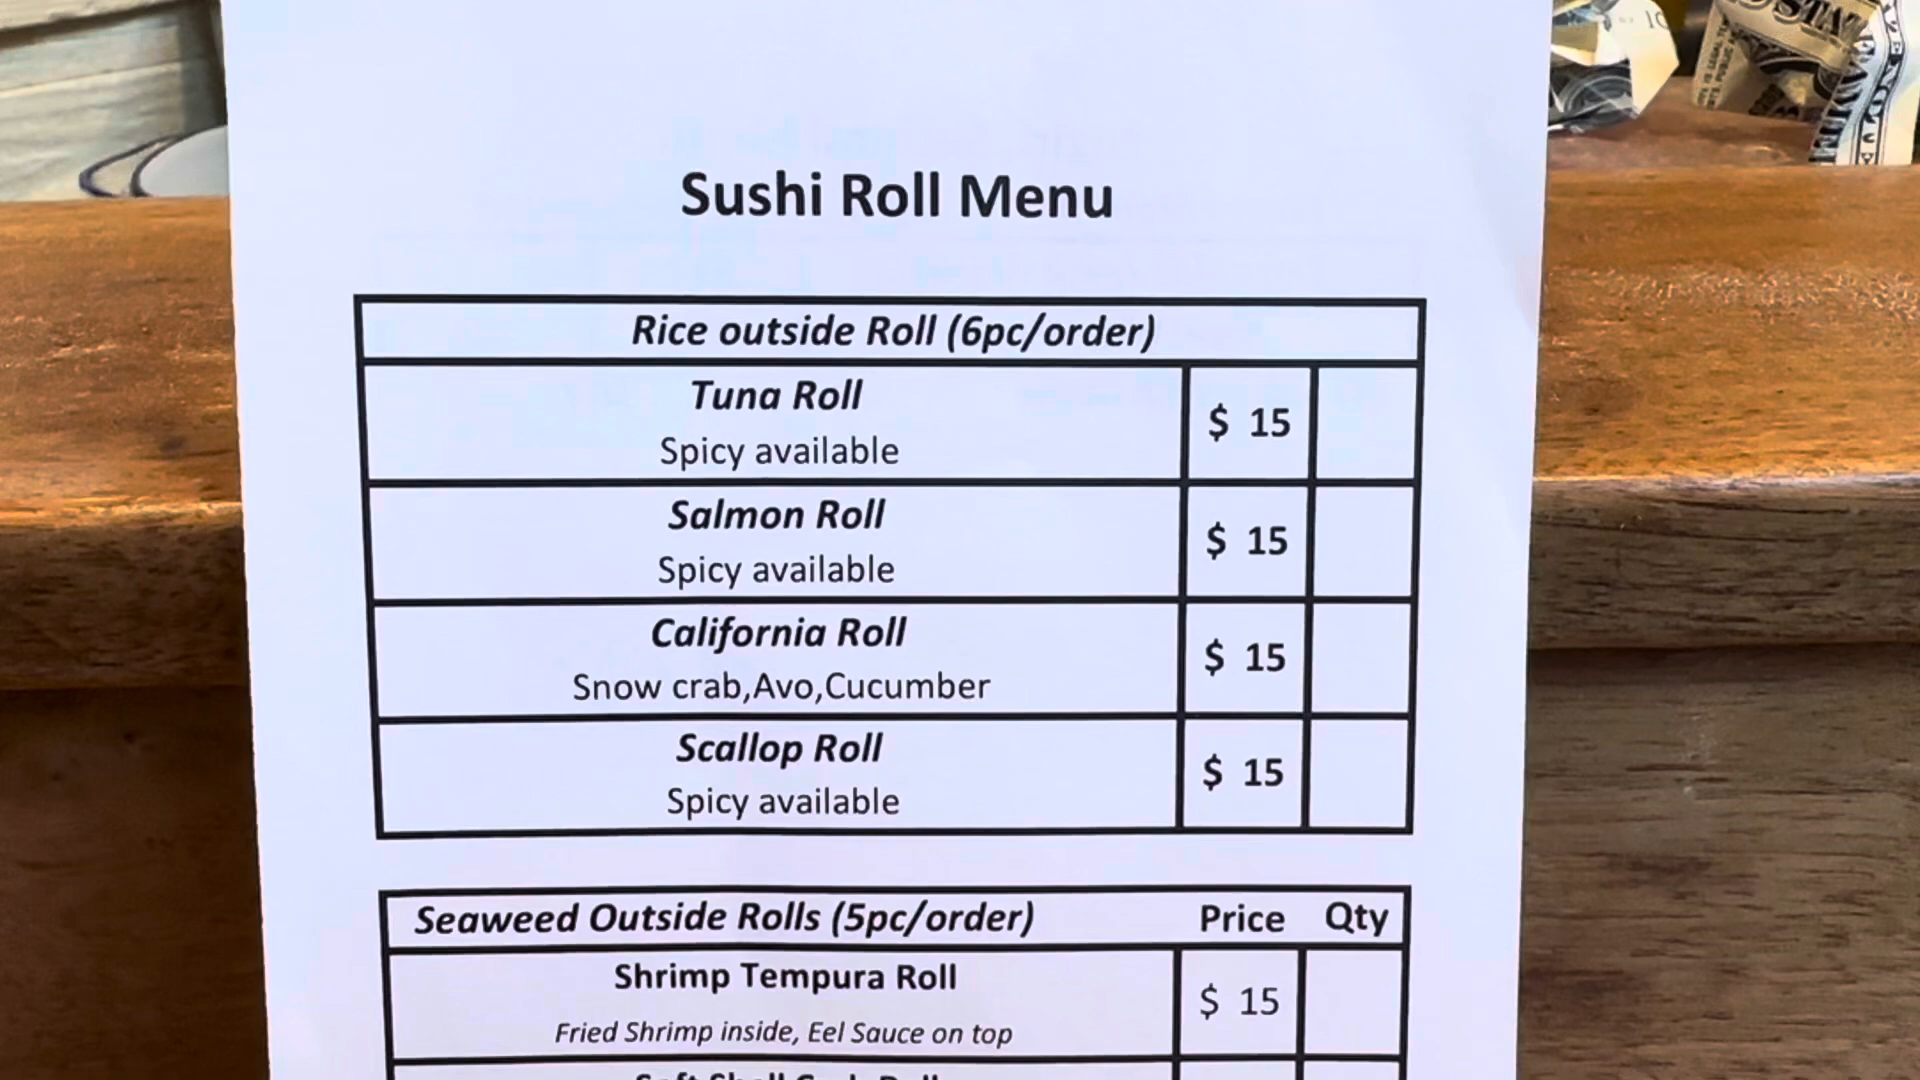 Sushi Roll Menu
Rice outside Roll (6pc/order)
Tuna Roll
Spicy available
$ 15
Salmon Roll
Spicy available
$ 15
California Roll
Snow crab,Avo,Cucumber
$ 15
Scallop Roll
Spicy available
$ 15
Seaweed Outside Rolls (5pc/order) Price Qty
Shrimp Tempura Roll
Fried Shrimp inside, Eel Sauce on top
$ 15